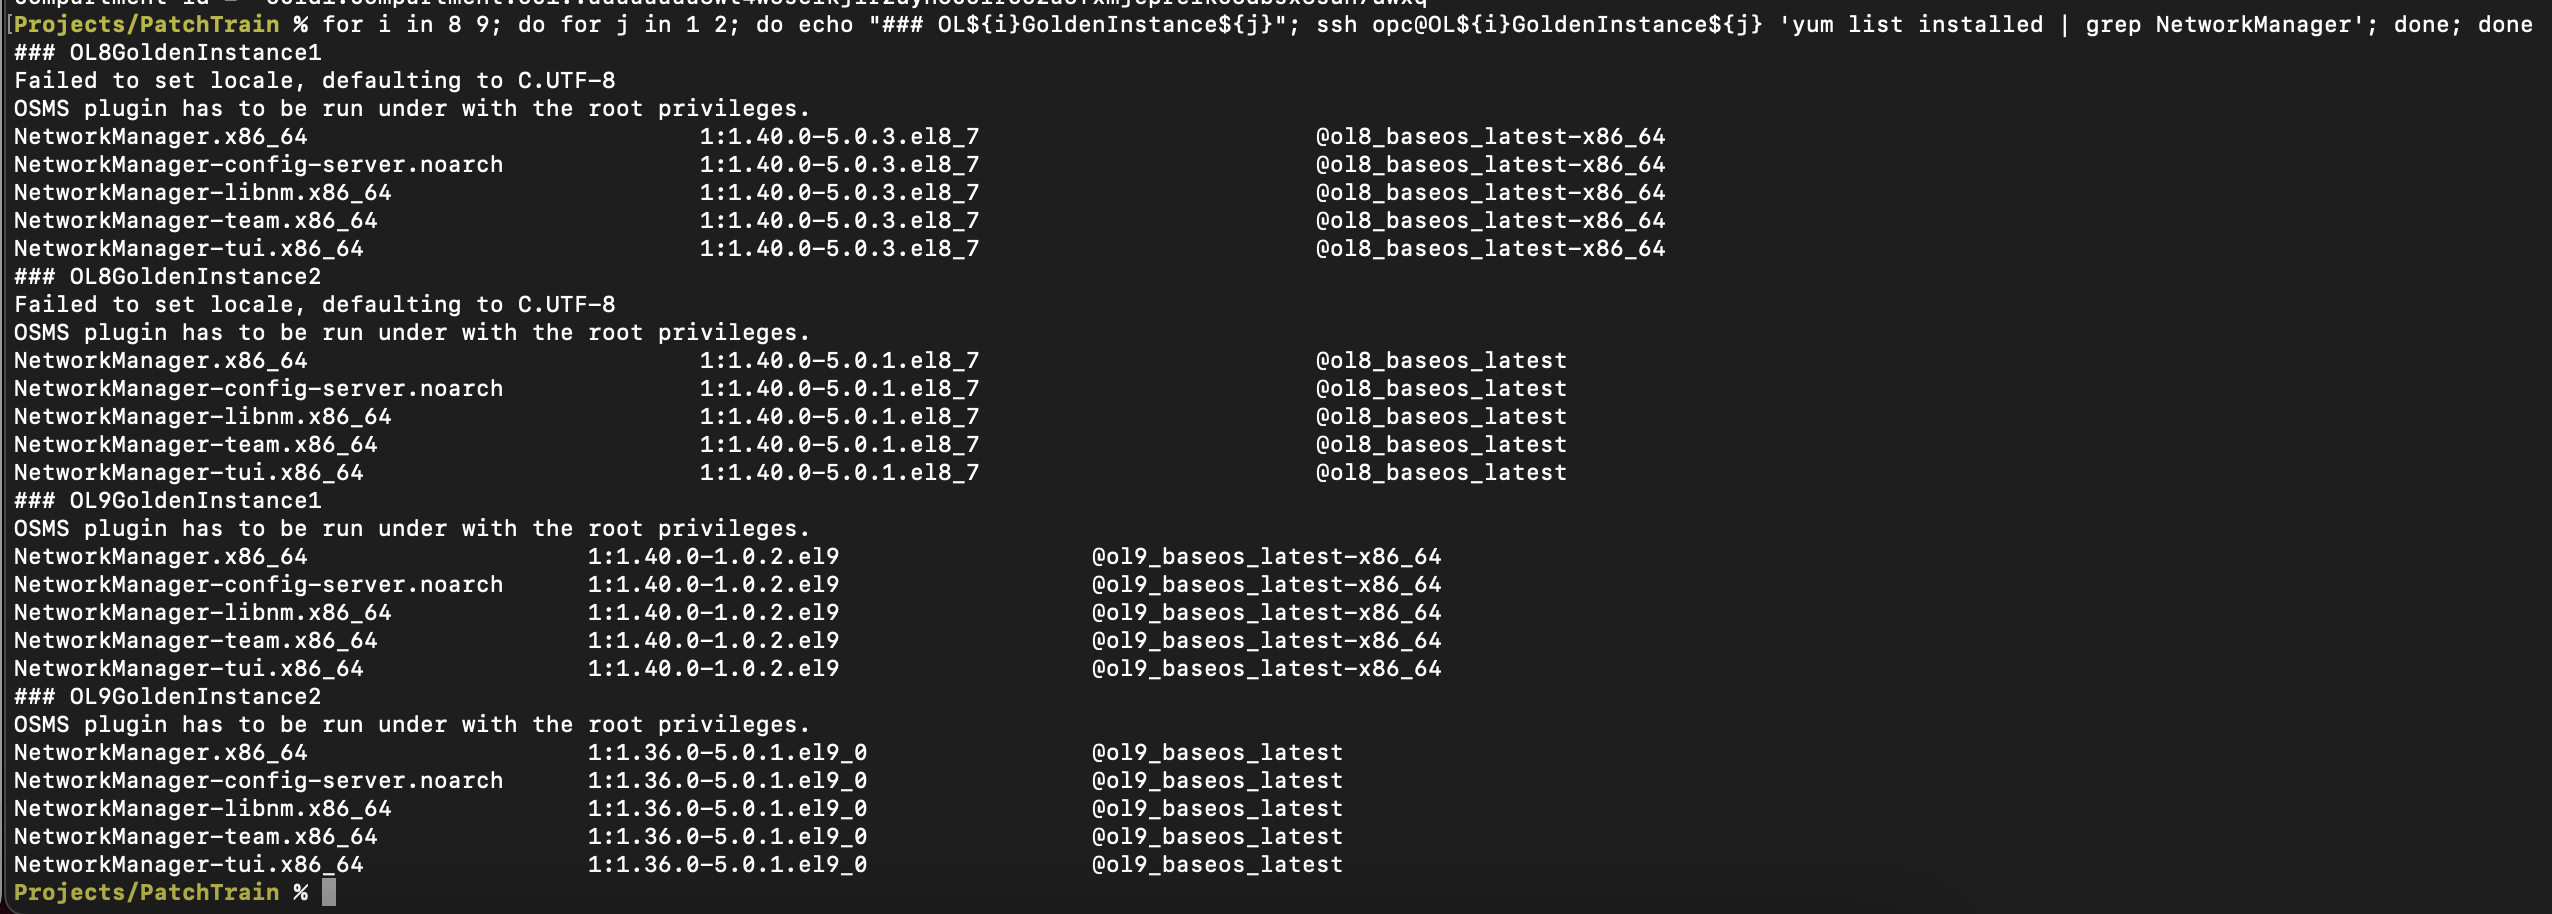 Projects/PatchTrain % for i in 8 9; do for j in 1 2; do echo "### OL${i}GoldenInstance${j}"; ssh opc@OL${i}GoldenInstance${j} 'yum list installed | grep NetworkManager'; done; done
### OL8GoldenInstance1
Failed to set locale, defaulting to C.UTF-8
OSMS plugin has to be run under with the root privileges.
NetworkManager.x86_64 1:1.40.0-5.0.3.el8_7 @ol8_baseos_latest-x86_64
NetworkManager-config-server.noarch 1:1.40.0-5.0.3.el8_7 @ol8_baseos_latest-x86_64
NetworkManager-libnm.x86_64 1:1.40.0-5.0.3.el8_7 @ol8_baseos_latest-x86_64
NetworkManager-team.x86_64 1:1.40.0-5.0.3.el8_7 @ol8_baseos_latest-x86_64
NetworkManager-tui.x86_64 1:1.40.0-5.0.3.el8_7 @ol8_baseos_latest-x86_64
### OL8GoldenInstance2
Failed to set locale, defaulting to C.UTF-8
OSMS plugin has to be run under with the root privileges.
NetworkManager.x86_64 1:1.40.0-5.0.1.el8_7 @ol8_baseos_latest
NetworkManager-config-server.noarch 1:1.40.0-5.0.1.el8_7 @ol8_baseos_latest
NetworkManager-libnm.x86_64 1:1.40.0-5.0.1.el8_7 @ol8_baseos_latest
NetworkManager-team.x86_64 1:1.40.0-5.0.1.el8_7 @ol8_baseos_latest
NetworkManager-tui.x86_64 1:1.40.0-5.0.1.el8_7 @ol8_baseos_latest
### OL9GoldenInstance1
OSMS plugin has to be run under with the root privileges.
NetworkManager.x86_64 1:1.40.0-1.0.2.el9 @ol9_baseos_latest-x86_64
NetworkManager-config-server.noarch 1:1.40.0-1.0.2.el9 @ol9_baseos_latest-x86_64
NetworkManager-libnm.x86_64 1:1.40.0-1.0.2.el9 @ol9_baseos_latest-x86_64
NetworkManager-team.x86_64 1:1.40.0-1.0.2.el9 @ol9_baseos_latest-x86_64
NetworkManager-tui.x86_64 1:1.40.0-1.0.2.el9 @ol9_baseos_latest-x86_64
### OL9GoldenInstance2
OSMS plugin has to be run under with the root privileges.
NetworkManager.x86_64 1:1.36.0-5.0.1.el9_0 @ol9_baseos_latest
NetworkManager-config-server.noarch 1:1.36.0-5.0.1.el9_0 @ol9_baseos_latest
NetworkManager-libnm.x86_64 1:1.36.0-5.0.1.el9_0 @ol9_baseos_latest
NetworkManager-team.x86_64 1:1.36.0-5.0.1.el9_0 @ol9_baseos_latest
NetworkManager-tui.x86_64 1:1.36.0-5.0.1.el9_0 @ol9_baseos_latest
Projects/PatchTrain %